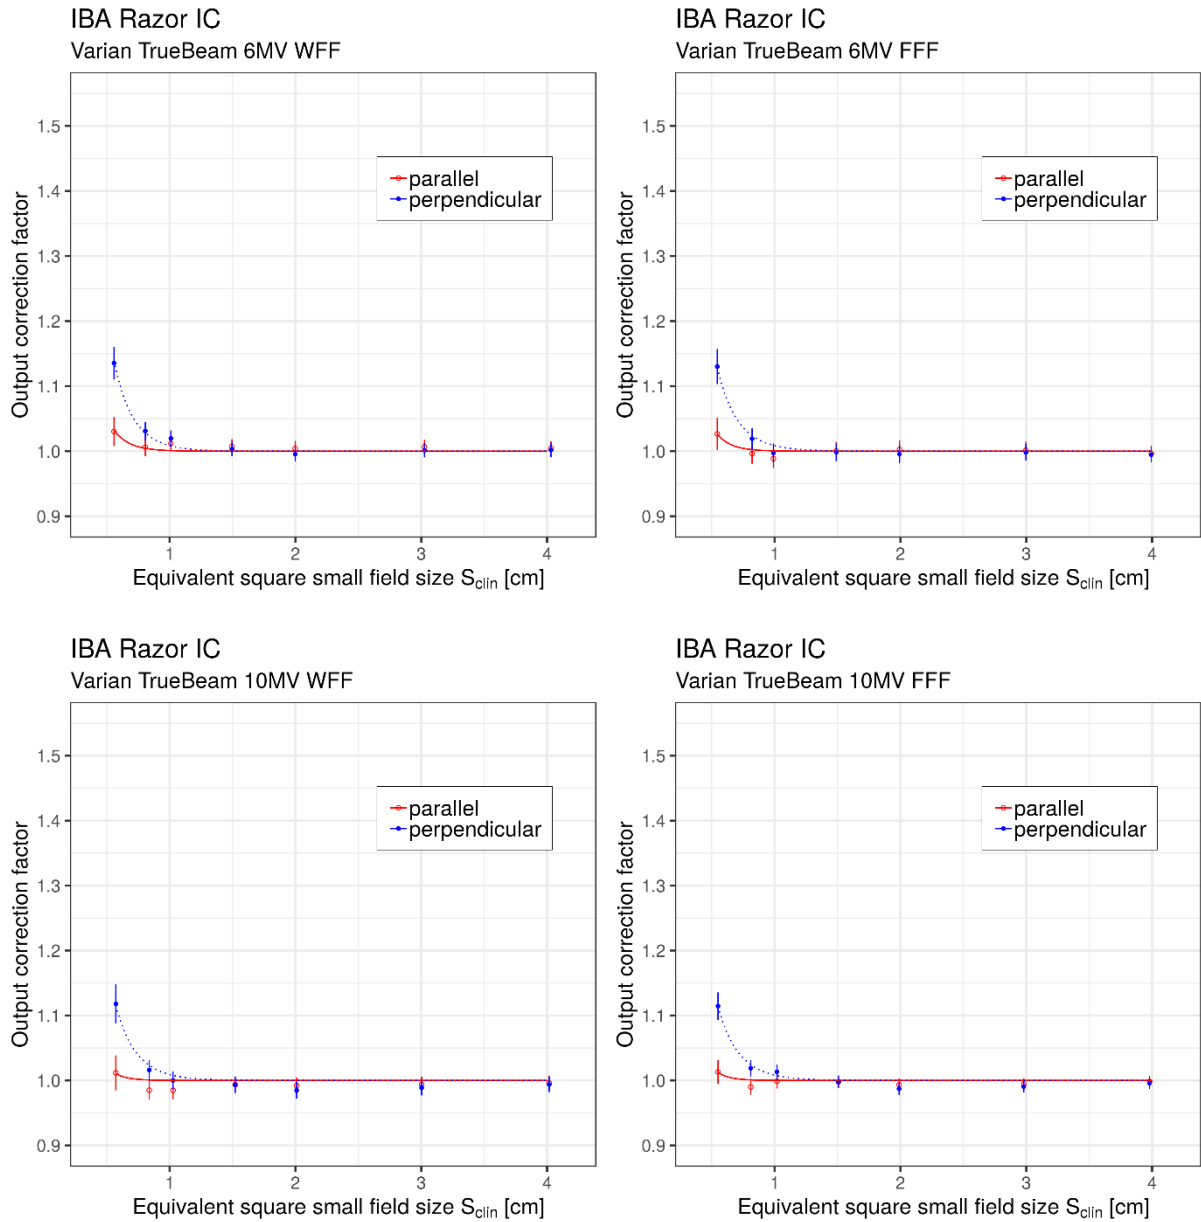 IBA Razor IC
Varian TrueBeam 6MV WFF
Output correction factor
1.5
1.4
1.3
1.2
1.1
1.0
0.9
parallel
perpendicular
1 2 3 4
Equivalent square small field size S_clin [cm]
IBA Razor IC
Varian TrueBeam 6MV FFF
Output correction factor
1.5
1.4
1.3
1.2
1.1
1.0
0.9
parallel
perpendicular
1 2 3 4
Equivalent square small field size S_clin [cm]
IBA Razor IC
Varian TrueBeam 10MV WFF
Output correction factor
1.5
1.4
1.3
1.2
1.1
1.0
0.9
parallel
perpendicular
1 2 3 4
Equivalent square small field size S_clin [cm]
IBA Razor IC
Varian TrueBeam 10MV FFF
Output correction factor
1.5
1.4
1.3
1.2
1.1
1.0
0.9
parallel
perpendicular
1 2 3 4
Equivalent square small field size S_clin [cm]